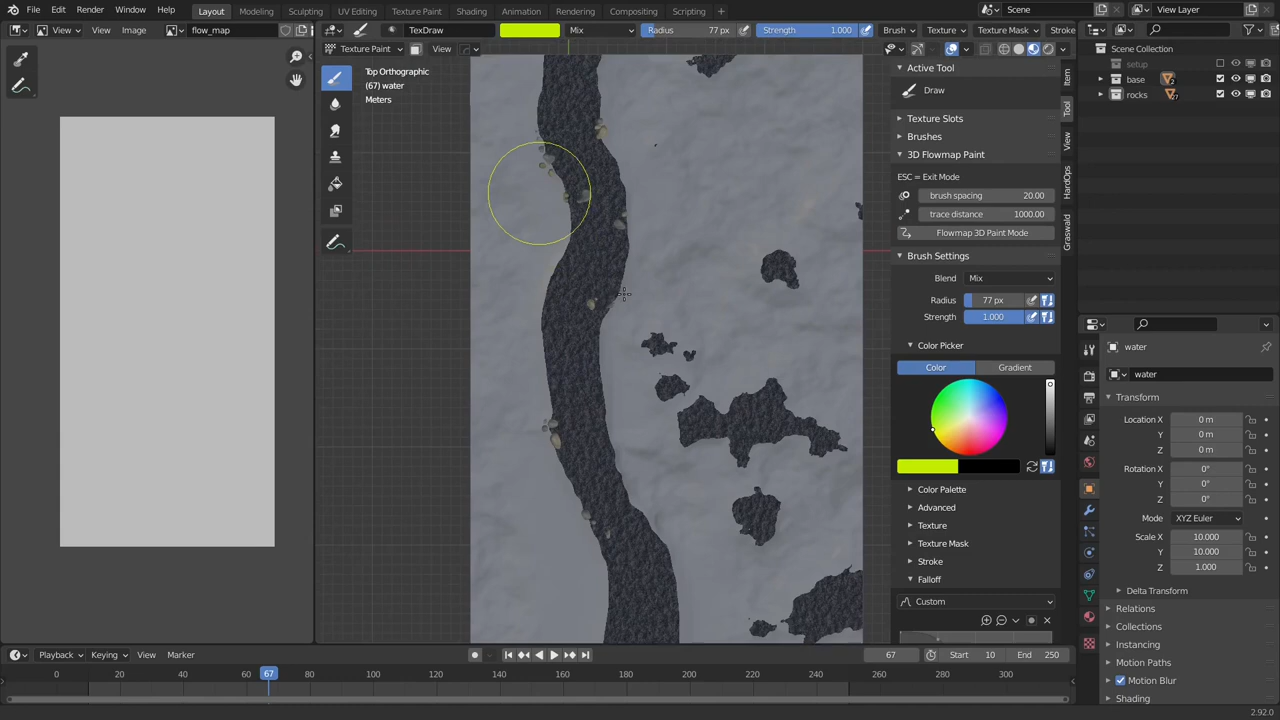 File Edit Render Window Help Layout Modeling Sculpting UV Editing Texture Paint Shading Animation Rendering Compositing Scripting Scene View Layer
View View Image flow_map TexDraw Mix Radius 77 px Strength 1.000 Brush Texture Texture Mask Stroke
Texture Paint View
Top Orthographic
(67) water
Meters
Active Tool
Draw
Texture Slots
Brushes
3D Flowmap Paint
ESC = Exit Mode
brush spacing 20.00
trace distance 1000.00
Flowmap 3D Paint Mode
Brush Settings
Blend Mix
Radius 77 px
Strength 1.000
Color Picker
Color Gradient
Color Palette
Advanced
Texture
Texture Mask
Stroke
Falloff
Custom
Item
Tool
View
HardOps
Graswald
Scene Collection
setup
base 2
rocks 27
water
water
Transform
Location X 0 m
Y 0 m
Z 0 m
Rotation X 0°
Y 0°
Z 0°
Mode XYZ Euler
Scale X 10.000
Y 10.000
Z 1.000
Delta Transform
Relations
Collections
Instancing
Motion Paths
Motion Blur
Shading
Playback Keying View Marker 67 Start 10 End 250
0 20 40 60 67 80 100 120 140 160 180 200 220 240 260 280 300
2.92.0